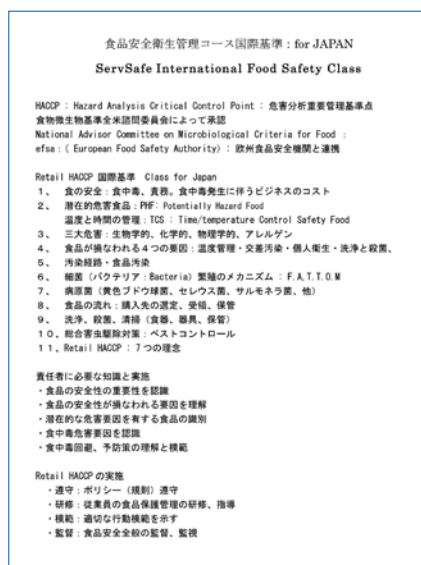 食品安全衛生管理コース国際基準：for JAPAN
ServSafe International Food Safety Class
HACCP : Hazard Analysis Critical Control Point : 危害分析重要管理基準点
食物微生物基準全米諮問委員会によって承認
National Advisor Committee on Microbiological Criteria for Food :
efsa :( European Food Safety Authority) : 欧州食品安全機関と連携
Retail HACCP 国際基準 Class for Japan
１、 食の安全：食中毒、責務。食中毒発生に伴うビジネスのコスト
２、 潜在的危害食品：PHF: Potentially Hazard Food
温度と時間の管理：TCS : Time/temperature Control Safety Food
３、 三大危害：生物学的、化学的、物理学的、アレルゲン
４、 食品が損なわれる４つの要因：温度管理・交差汚染・個人衛生・洗浄と殺菌、
５、 汚染経路・食品汚染
６、 細菌（バクテリア：Bacteria）繁殖のメカニズム：F.A.T.T.O.M
７、 病原菌（黄色ブドウ球菌、セレウス菌、サルモネラ菌、他）
８、 食品の流れ：購入先の選定、受領、保管
９、 洗浄、殺菌、清掃（食器、器具、保管）
１０、総合害虫駆除対策：ペストコントロール
１１、Retail HACCP : ７つの理念
責任者に必要な知識と実施
・食品の安全性の重要性を認識
・食品の安全性が損なわれる要因を理解
・潜在的な危害要因を有する食品の識別
・食中毒危害要因を認識
・食中毒回避、予防策の理解と模範
Retail HACCP の実施
・遵守：ポリシー（規則）遵守
・研修：従業員の食品保護管理の研修、指導
・模範：適切な行動模範を示す
・監督：食品安全全般の監督、監視